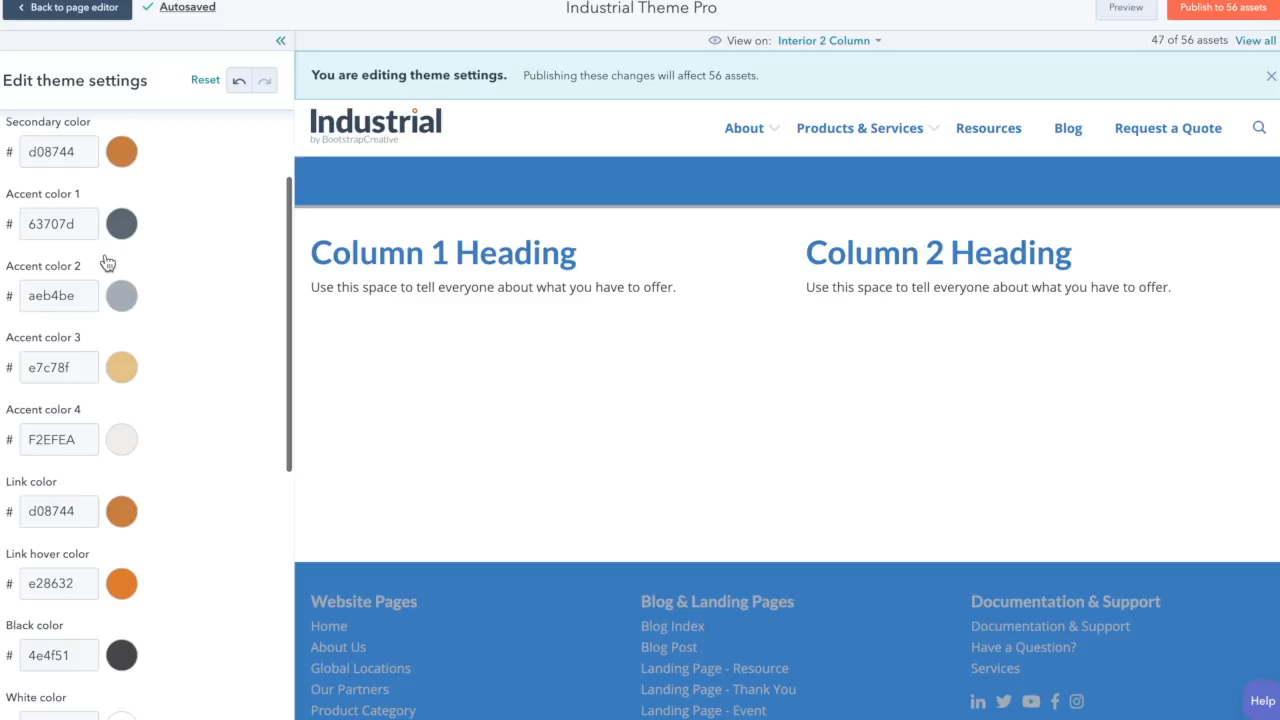 Back to page editor
Autosaved
Industrial Theme Pro
Preview
Publish to 56 assets
«
View on: Interior 2 Column
47 of 56 assets View all
Edit theme settings
Reset
You are editing theme settings. Publishing these changes will affect 56 assets.
Secondary color
# d08744
Accent color 1
# 63707d
Accent color 2
# aeb4be
Accent color 3
# e7c78f
Accent color 4
# F2EFEA
Link color
# d08744
Link hover color
# e28632
Black color
# 4e4f51
White color
Industrial
by BootstrapCreative
About
Products & Services
Resources
Blog
Request a Quote
Column 1 Heading
Use this space to tell everyone about what you have to offer.
Column 2 Heading
Use this space to tell everyone about what you have to offer.
Website Pages
Home
About Us
Global Locations
Our Partners
Product Category
Blog & Landing Pages
Blog Index
Blog Post
Landing Page - Resource
Landing Page - Thank You
Landing Page - Event
Documentation & Support
Documentation & Support
Have a Question?
Services
Help